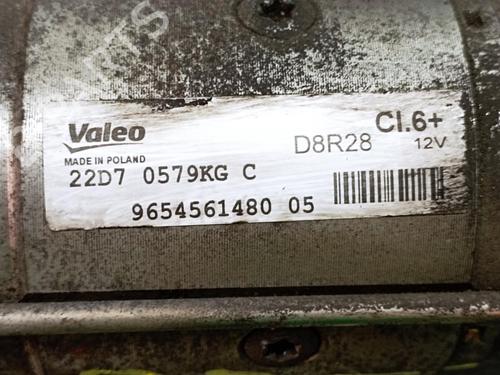 Valeo
MADE IN POLAND
D8R28
Cl.6+
12V
22D7 0579KG C
9654561480 05